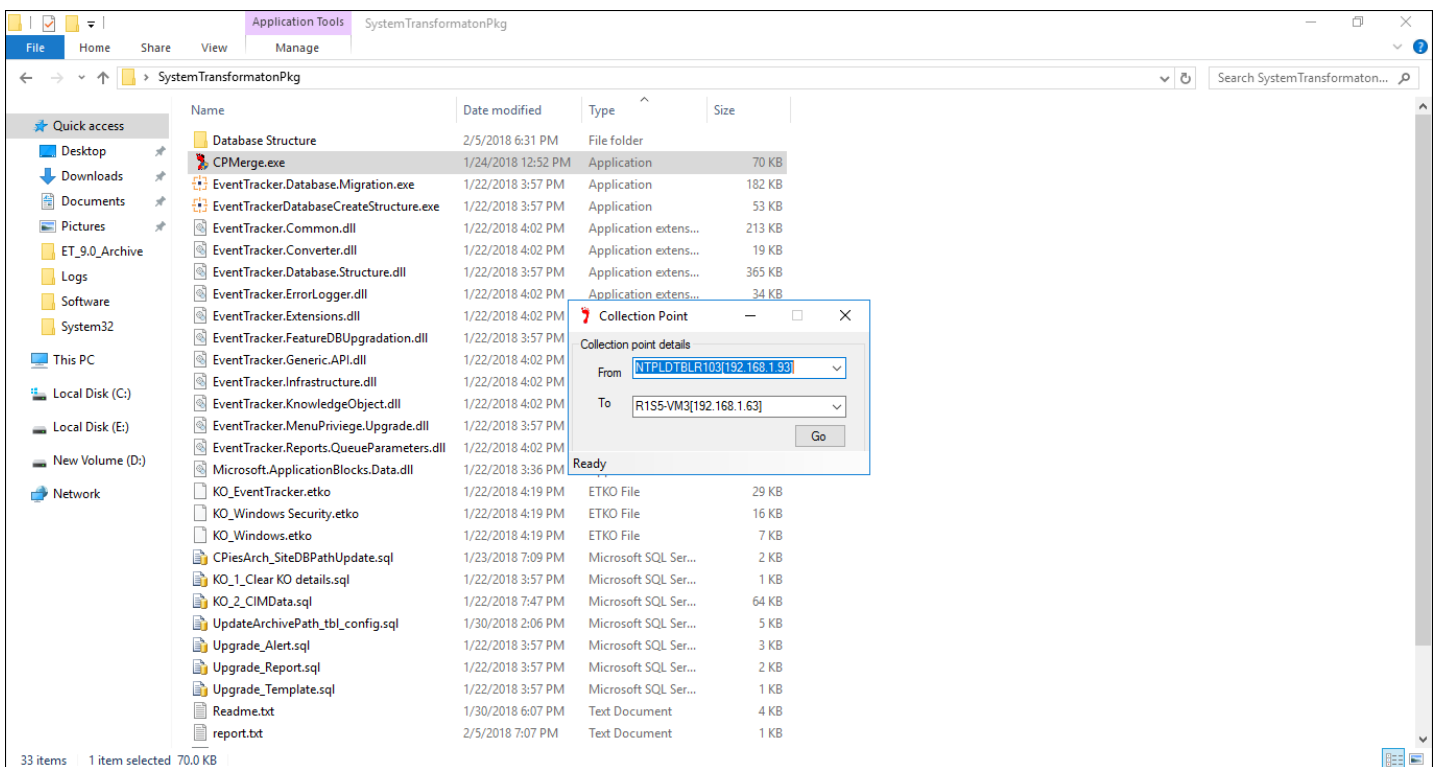 Application Tools SystemTransformatonPkg
File Home Share View Manage
SystemTransformatonPkg Search SystemTransformaton...
Name Date modified Type Size
Quick access
Desktop
Downloads
Documents
Pictures
ET_9.0_Archive
Logs
Software
System32
This PC
Local Disk (C:)
Local Disk (E:)
New Volume (D:)
Network
Database Structure 2/5/2018 6:31 PM File folder
CPMerge.exe 1/24/2018 12:52 PM Application 70 KB
EventTracker.Database.Migration.exe 1/22/2018 3:57 PM Application 182 KB
EventTrackerDatabaseCreateStructure.exe 1/22/2018 3:57 PM Application 53 KB
EventTracker.Common.dll 1/22/2018 4:02 PM Application extens... 213 KB
EventTracker.Converter.dll 1/22/2018 4:02 PM Application extens... 19 KB
EventTracker.Database.Structure.dll 1/22/2018 3:57 PM Application extens... 365 KB
EventTracker.ErrorLogger.dll 1/22/2018 4:02 PM Application extens... 34 KB
EventTracker.Extensions.dll 1/22/2018 4:02 PM
EventTracker.FeatureDBUpgradation.dll 1/22/2018 3:57 PM
EventTracker.Generic.API.dll 1/22/2018 4:02 PM
EventTracker.Infrastructure.dll 1/22/2018 4:02 PM
EventTracker.KnowledgeObject.dll 1/22/2018 4:02 PM
EventTracker.MenuPriviege.Upgrade.dll 1/22/2018 3:57 PM
EventTracker.Reports.QueueParameters.dll 1/22/2018 4:02 PM
Microsoft.ApplicationBlocks.Data.dll 1/22/2018 3:36 PM
KO_EventTracker.etko 1/22/2018 4:19 PM ETKO File 29 KB
KO_Windows Security.etko 1/22/2018 4:19 PM ETKO File 16 KB
KO_Windows.etko 1/22/2018 4:19 PM ETKO File 7 KB
CPiesArch_SiteDBPathUpdate.sql 1/23/2018 7:09 PM Microsoft SQL Ser... 2 KB
KO_1_Clear KO details.sql 1/22/2018 3:57 PM Microsoft SQL Ser... 1 KB
KO_2_CIMData.sql 1/22/2018 7:47 PM Microsoft SQL Ser... 64 KB
UpdateArchivePath_tbl_config.sql 1/30/2018 2:06 PM Microsoft SQL Ser... 5 KB
Upgrade_Alert.sql 1/22/2018 3:57 PM Microsoft SQL Ser... 3 KB
Upgrade_Report.sql 1/22/2018 3:57 PM Microsoft SQL Ser... 2 KB
Upgrade_Template.sql 1/22/2018 3:57 PM Microsoft SQL Ser... 1 KB
Readme.txt 1/30/2018 6:07 PM Text Document 4 KB
report.txt 2/5/2018 7:07 PM Text Document 1 KB
Collection Point
Collection point details
From NTPLDTBLR103[192.168.1.93]
To R1S5-VM3[192.168.1.63]
Go
Ready
33 items 1 item selected 70.0 KB